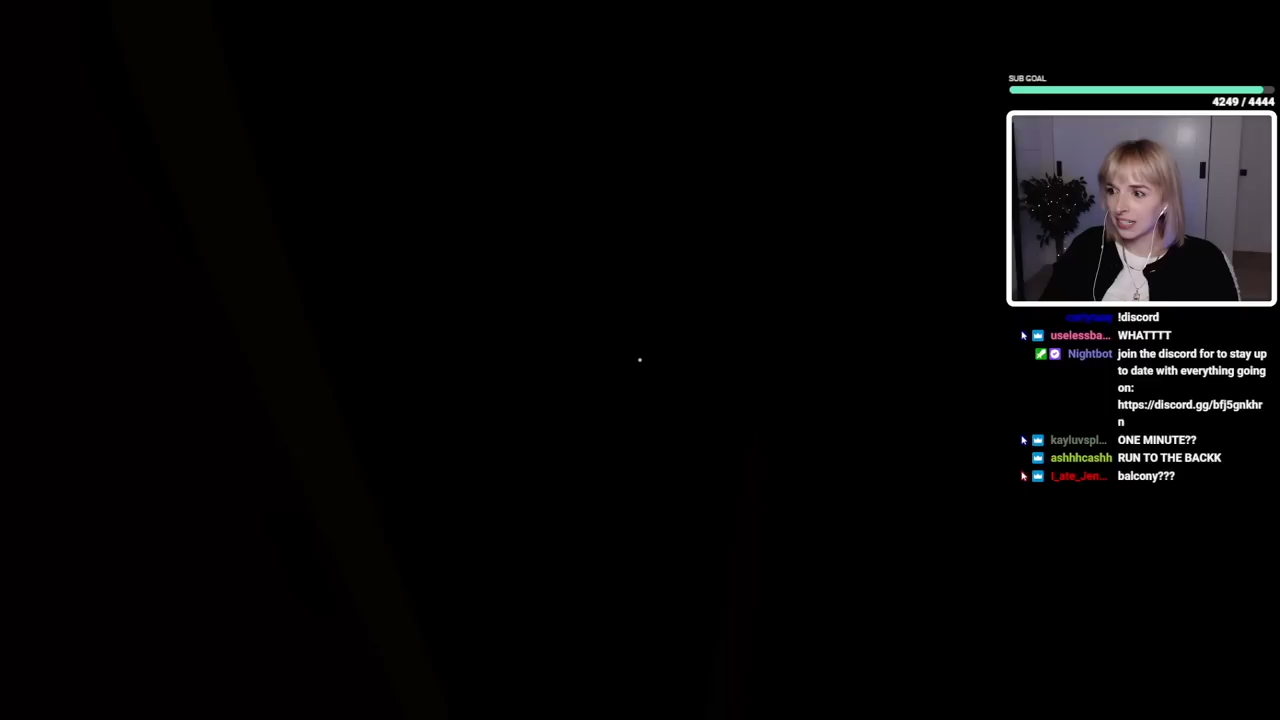 SUB GOAL
4249 / 4444
!discord
uselessba... WHATTTT
Nightbot join the discord for to stay up
to date with everything going
on:
https://discord.gg/bfj5gnkhr
n
kayluvspl... ONE MINUTE??
ashhhcashh RUN TO THE BACKK
i_ate_Jen... balcony???